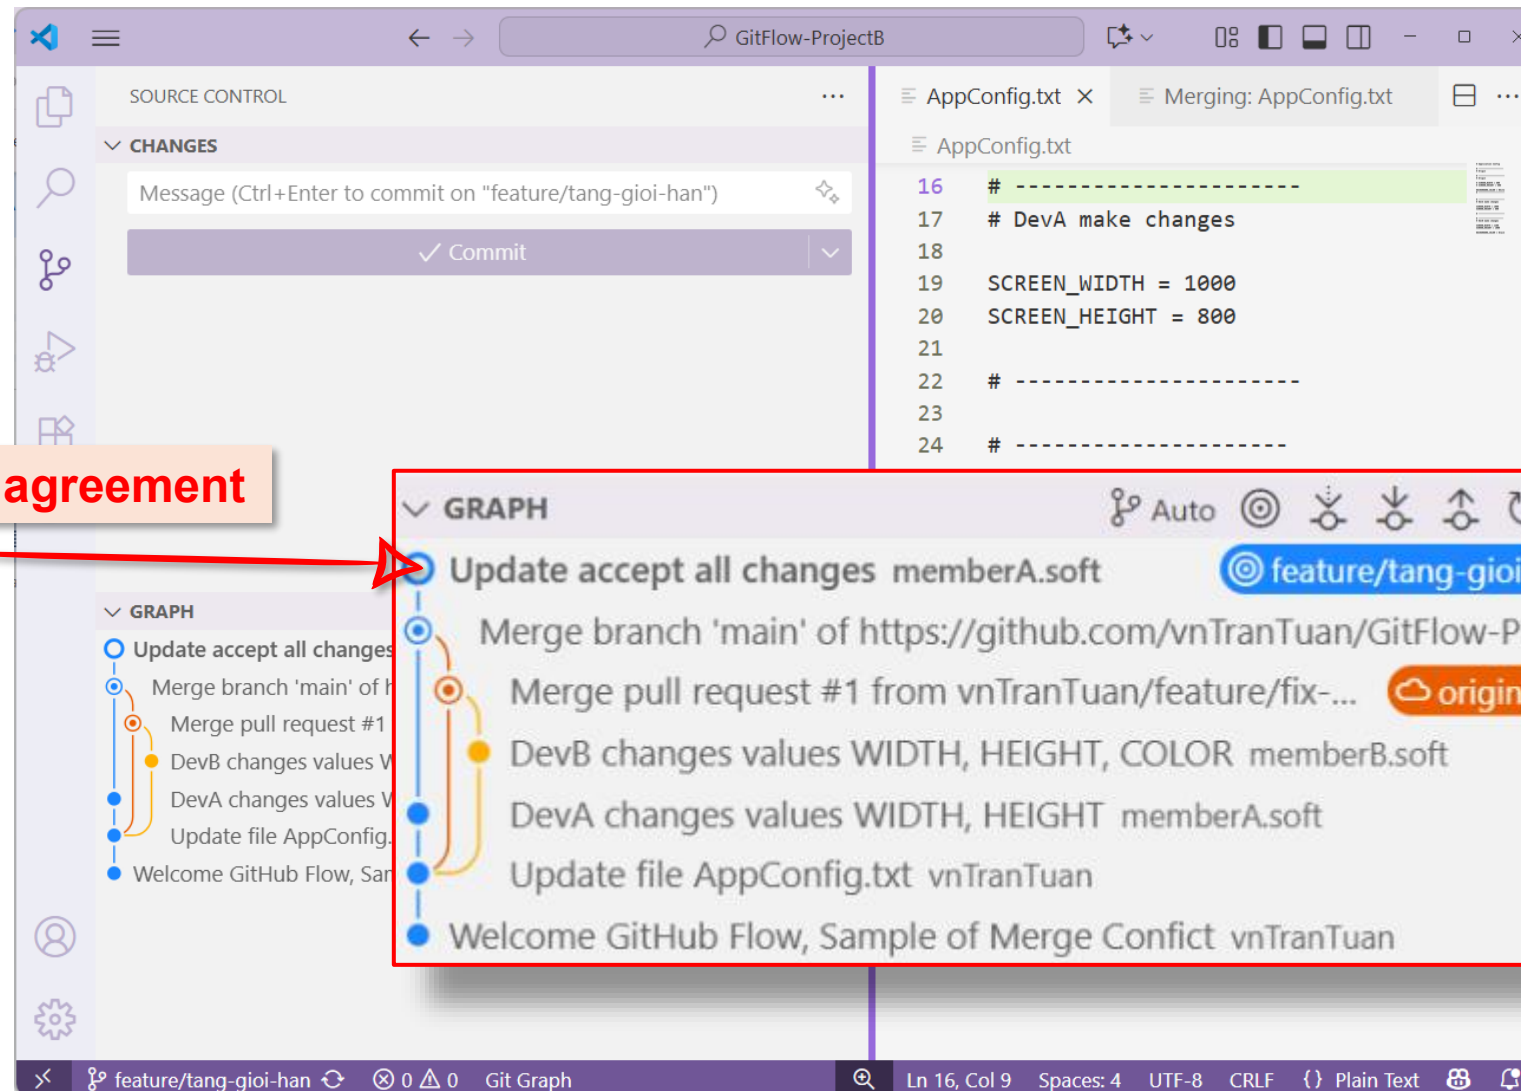 GitFlow-ProjectB
SOURCE CONTROL
CHANGES
Message (Ctrl+Enter to commit on "feature/tang-gioi-han")
Commit
AppConfig.txt
Merging: AppConfig.txt
AppConfig.txt
16 # ----------------------
17 # DevA make changes
18
19 SCREEN_WIDTH = 1000
20 SCREEN_HEIGHT = 800
21
22 # ----------------------
23
24 # ---------------------
agreement
GRAPH
Auto
Update accept all changes memberA.soft feature/tang-gioi
Merge branch 'main' of https://github.com/vnTranTuan/GitFlow-P
Merge pull request #1 from vnTranTuan/feature/fix-... origin
DevB changes values WIDTH, HEIGHT, COLOR memberB.soft
DevA changes values WIDTH, HEIGHT memberA.soft
Update file AppConfig.txt vnTranTuan
Welcome GitHub Flow, Sample of Merge Confict vnTranTuan
GRAPH
Update accept all changes
Merge branch 'main' of
Merge pull request #1
DevB changes values
DevA changes values
Update file AppConfig.
Welcome GitHub Flow, Sam
feature/tang-gioi-han 0 0 Git Graph Ln 16, Col 9 Spaces: 4 UTF-8 CRLF {} Plain Text